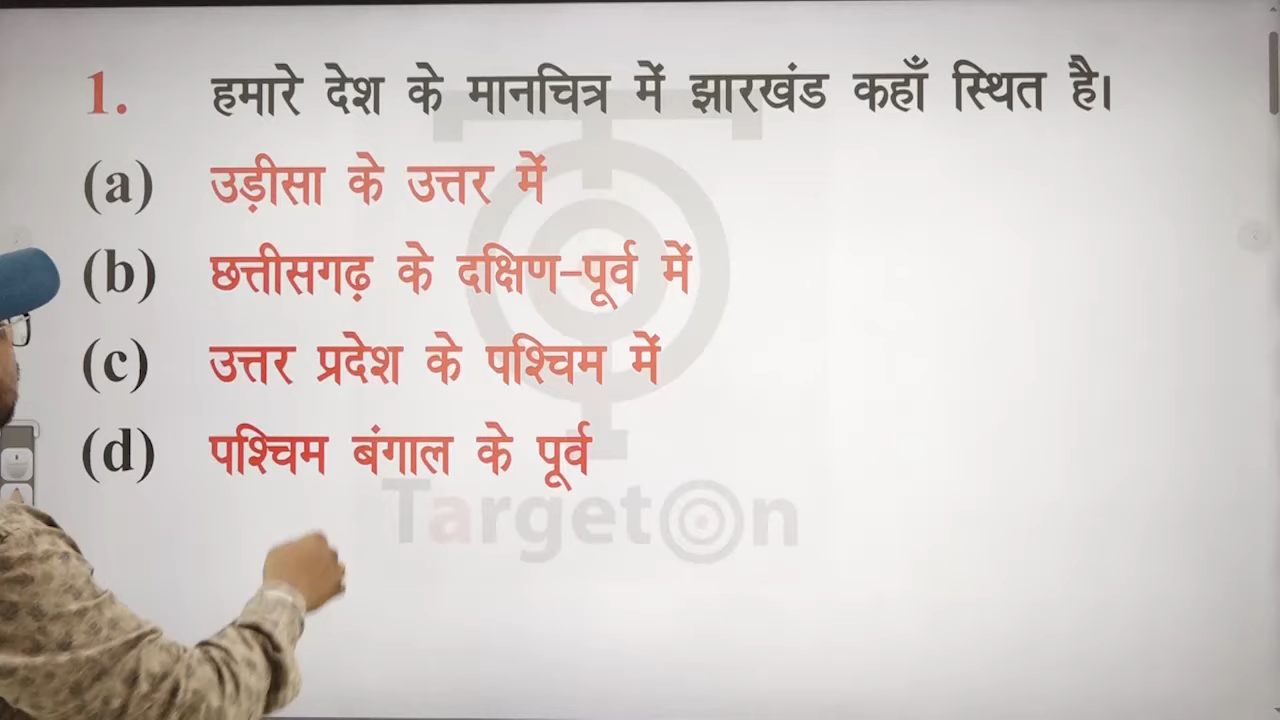 1. हमारे देश के मानचित्र में झारखंड कहाँ स्थित है।
(a) उड़ीसा के उत्तर में
(b) छत्तीसगढ़ के दक्षिण-पूर्व में
(c) उत्तर प्रदेश के पश्चिम में
(d) पश्चिम बंगाल के पूर्व
TargetOn